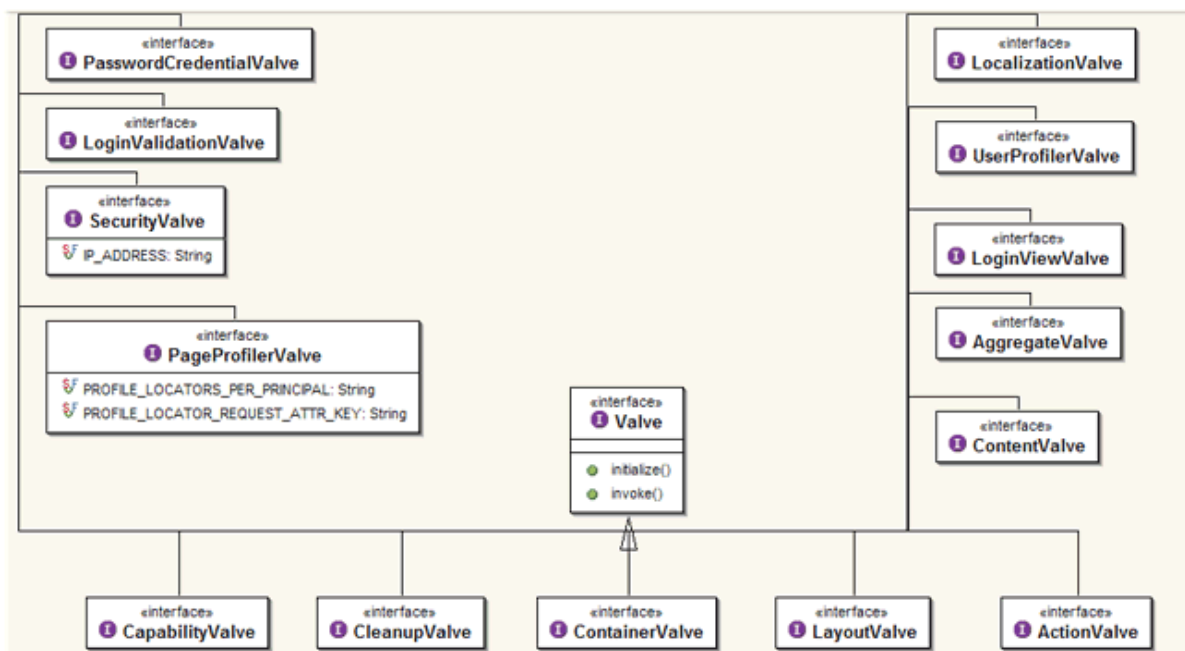 «interface»
PasswordCredentialValve
«interface»
LoginValidationValve
«interface»
SecurityValve
IP_ADDRESS: String
«interface»
PageProfilerValve
PROFILE_LOCATORS_PER_PRINCIPAL: String
PROFILE_LOCATOR_REQUEST_ATTR_KEY: String
«interface»
Valve
initialize()
invoke()
«interface»
LocalizationValve
«interface»
UserProfilerValve
«interface»
LoginViewValve
«interface»
AggregateValve
«interface»
ContentValve
«interface»
CapabilityValve
«interface»
CleanupValve
«interface»
ContainerValve
«interface»
LayoutValve
«interface»
ActionValve